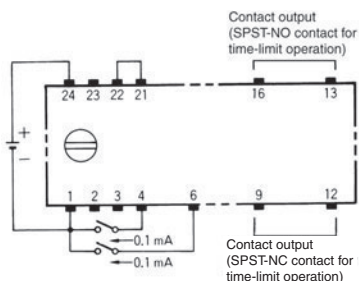 Contact output
(SPST-NO contact for
time-limit operation)
24 23 22 21 16 13
+
−
1 2 3 4 6 9 12
0.1 mA
0.1 mA
Contact output
(SPST-NC contact for
time-limit operation)